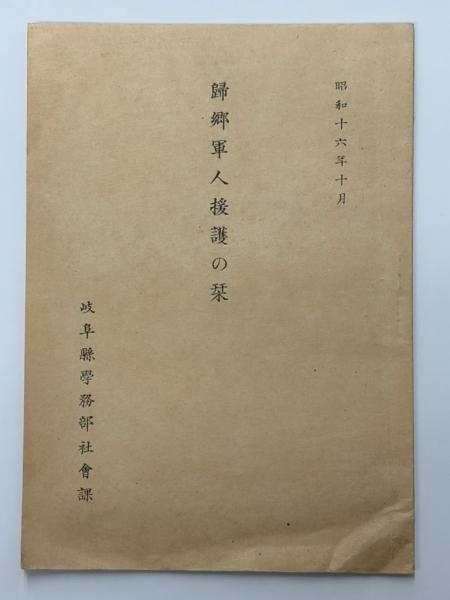 昭和十六年十月
歸郷軍人援護の栞
岐阜縣學務部社會課